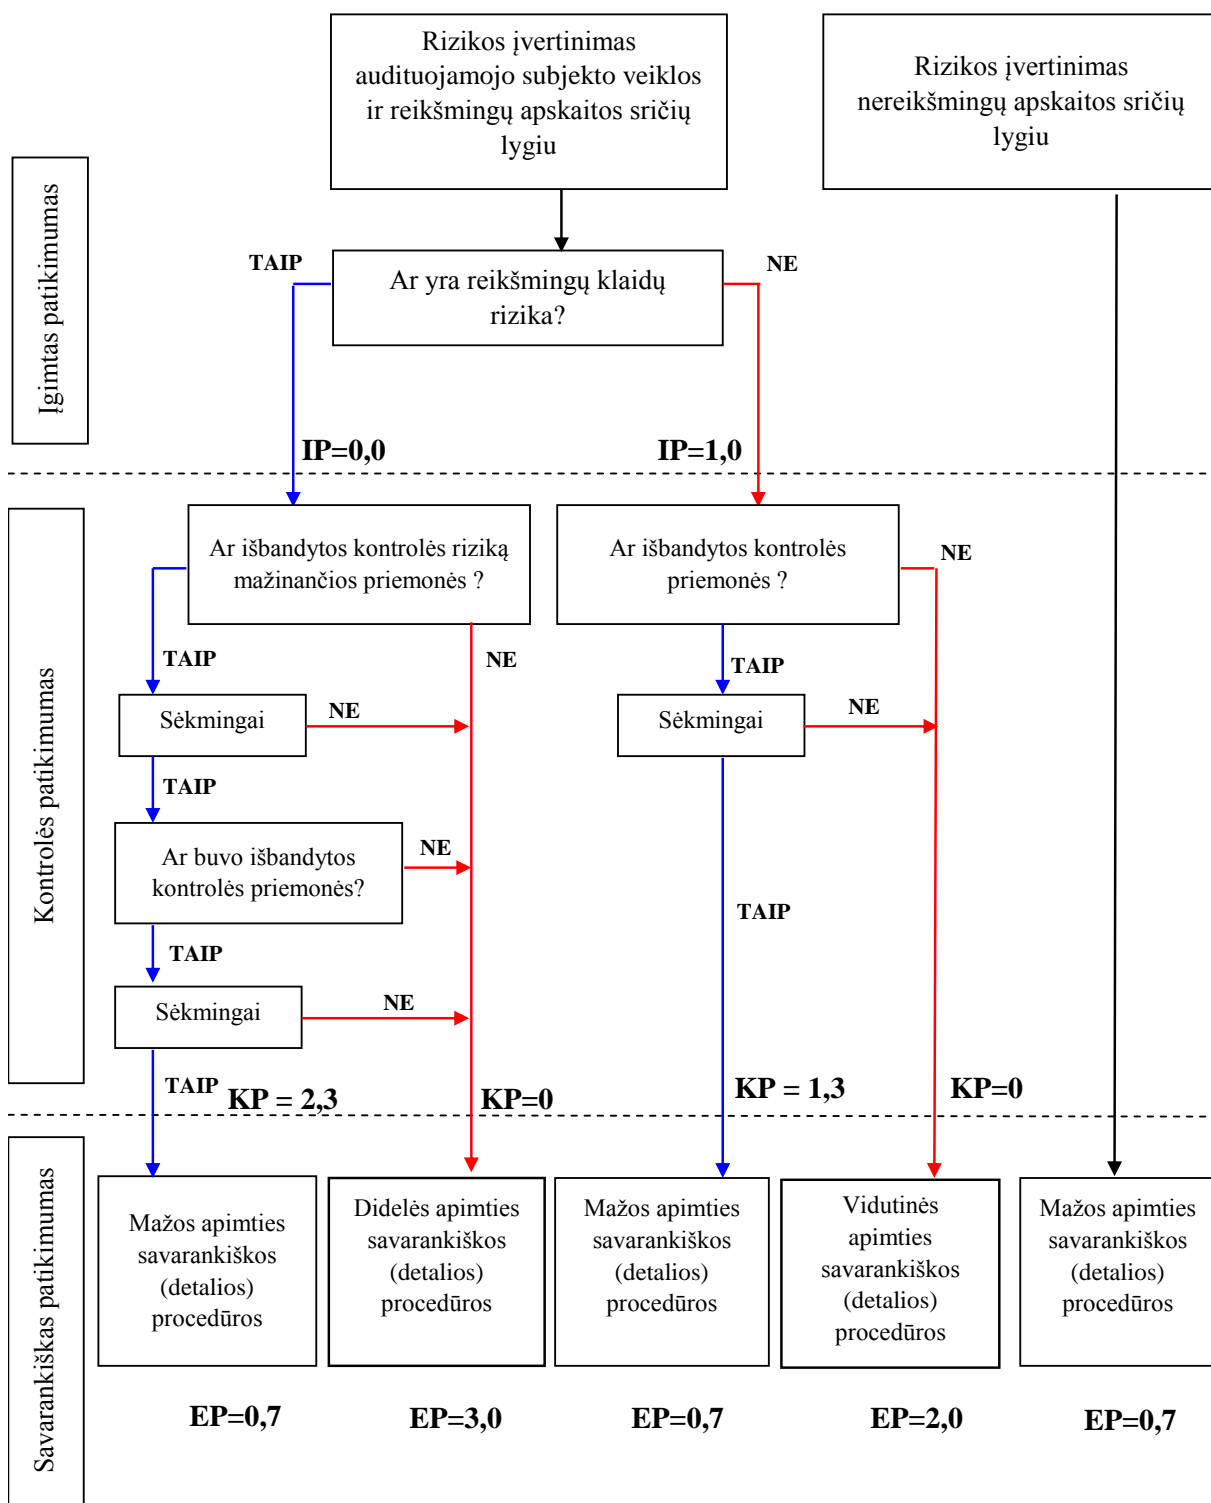 Rizikos įvertinimas
audituojamojo subjekto veiklos
ir reikšmingų apskaitos sričių
lygiu
Rizikos įvertinimas
nereikšmingų apskaitos sričių
lygiu
Įgimtas patikimumas
TAIP
Ar yra reikšmingų klaidų
rizika?
NE
IP=0,0
IP=1,0
Kontrolės patikimumas
Ar išbandytos kontrolės riziką
mažinančios priemonės ?
Ar išbandytos kontrolės
priemonės ?
NE
TAIP
NE
TAIP
Sėkmingai
NE
Sėkmingai
NE
TAIP
Ar buvo išbandytos
kontrolės priemonės?
NE
TAIP
TAIP
Sėkmingai
NE
TAIP
KP = 2,3
KP=0
KP = 1,3
KP=0
Savarankiškas patikimumas
Mažos apimties
savarankiškos
(detalios)
procedūros
Didelės apimties
savarankiškos
(detalios)
procedūros
Mažos apimties
savarankiškos
(detalios)
procedūros
Vidutinės
apimties
savarankiškos
(detalios)
procedūros
Mažos apimties
savarankiškos
(detalios)
procedūros
EP=0,7
EP=3,0
EP=0,7
EP=2,0
EP=0,7